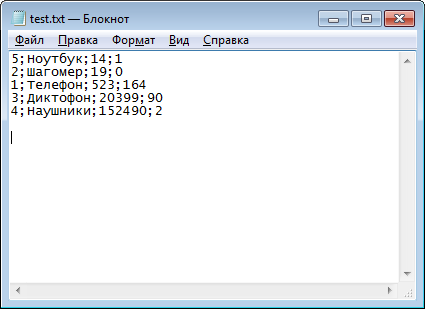 test.txt — Блокнот
Файл Правка Формат Вид Справка
5;Ноутбук;14;1
2;Шагомер;19;0
1;Телефон;523;164
3;Диктофон;20399;90
4;Наушники;152490;2